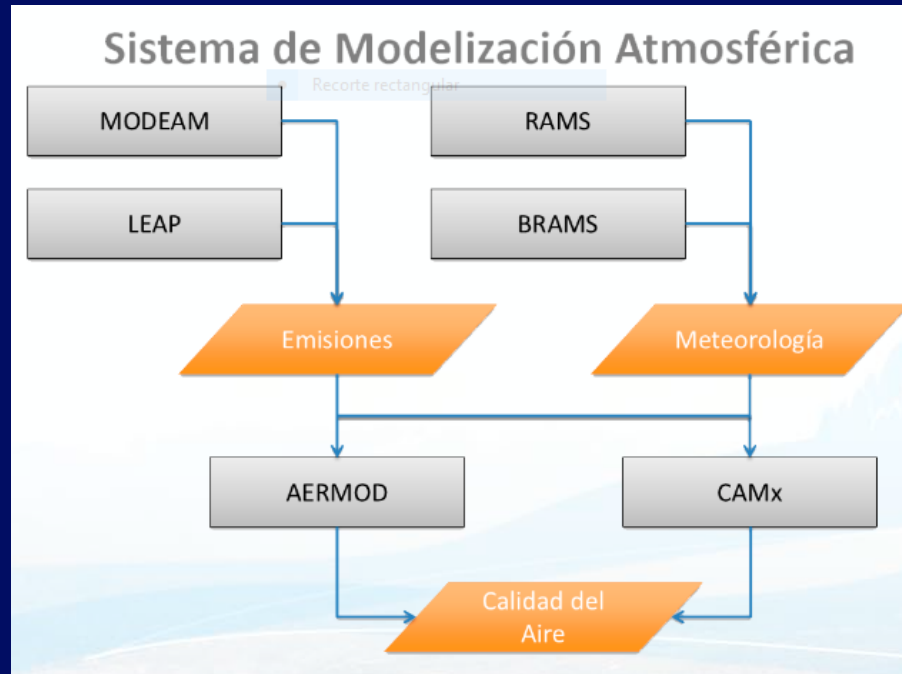 Sistema de Modelización Atmosférica
Recorte rectangular
MODEAM
RAMS
LEAP
BRAMS
Emisiones
Meteorología
AERMOD
CAMx
Calidad del
Aire